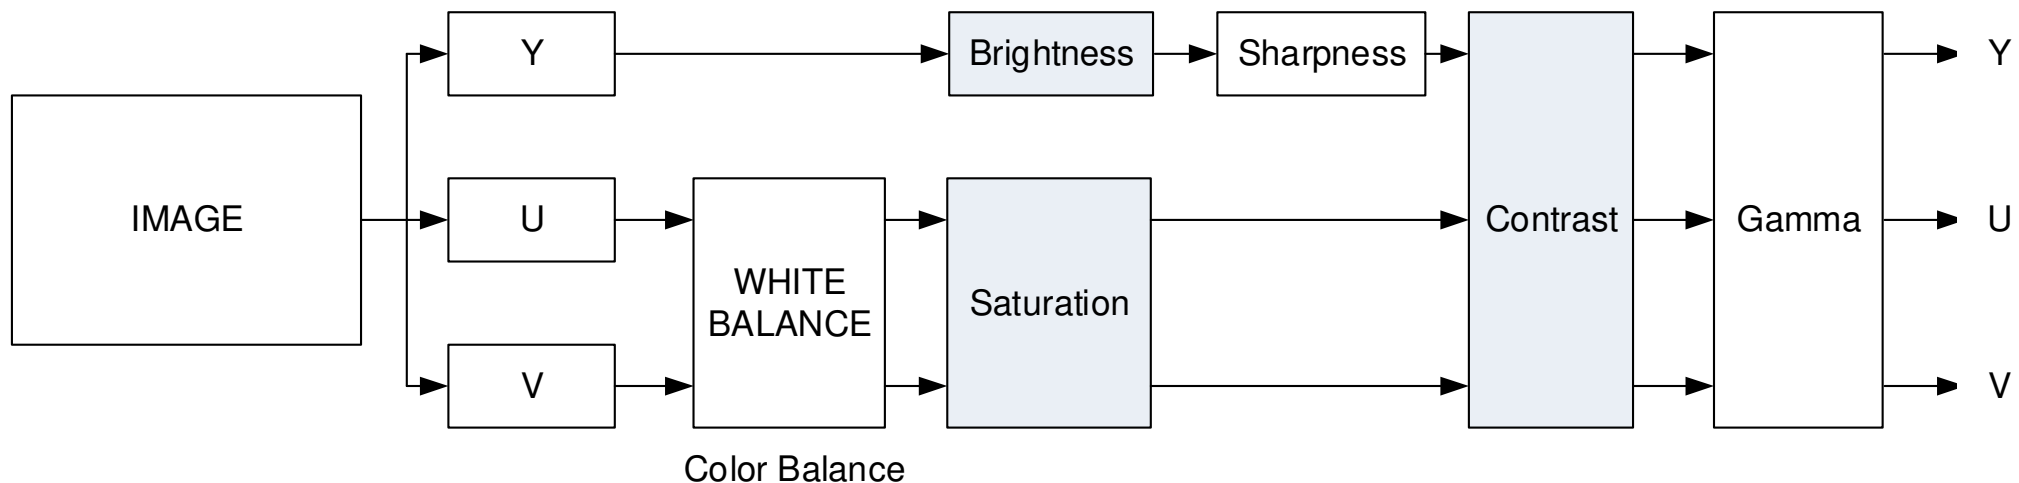 Y
Brightness
Sharpness
Y
IMAGE
U
Contrast
Gamma
U
WHITE
BALANCE
Saturation
V
V
Color Balance